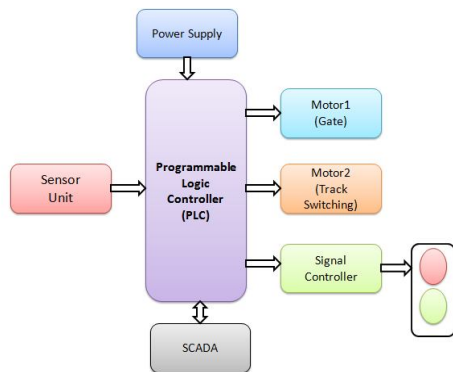 Power Supply
Motor1
(Gate)
Programmable
Logic
Controller
(PLC)
Sensor
Unit
Motor2
(Track
Switching)
Signal
Controller
SCADA